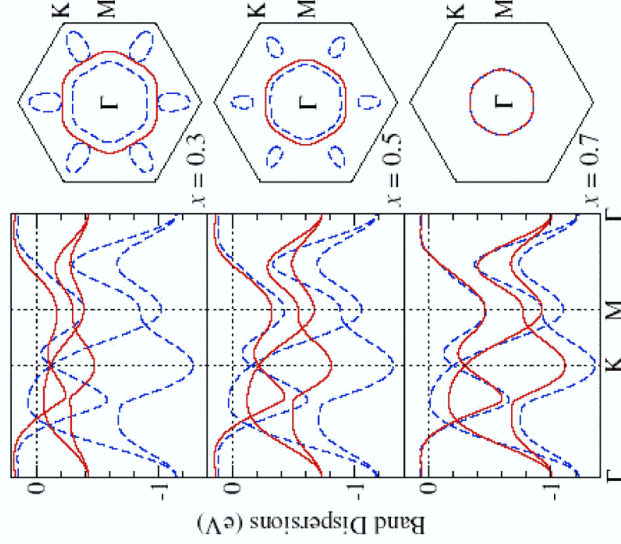 K
M
Γ
x = 0.3
K
M
Γ
x = 0.5
K
M
Γ
x = 0.7
0
-1
0
-1
0
-1
Band Dispersions (eV)
Γ
K
M
Γ